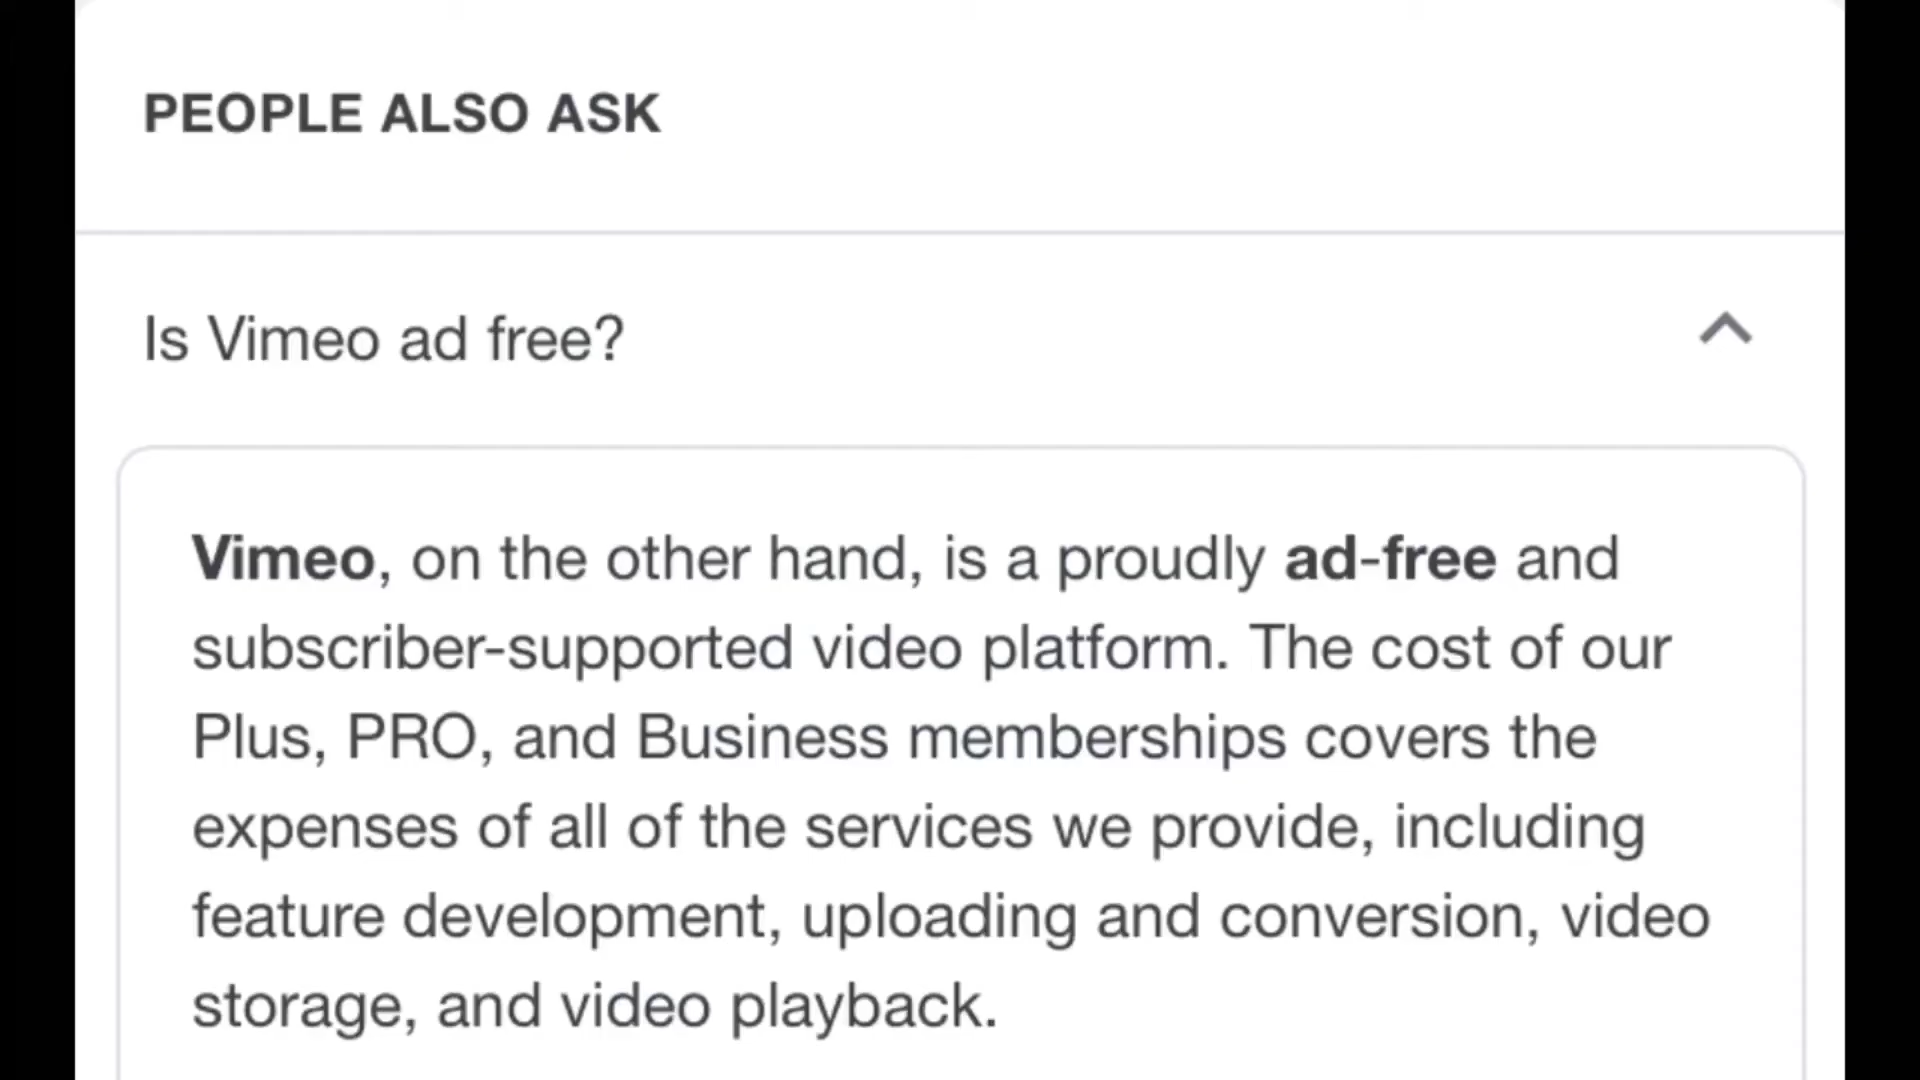 PEOPLE ALSO ASK
Is Vimeo ad free?
Vimeo, on the other hand, is a proudly ad-free and
subscriber-supported video platform. The cost of our
Plus, PRO, and Business memberships covers the
expenses of all of the services we provide, including
feature development, uploading and conversion, video
storage, and video playback.